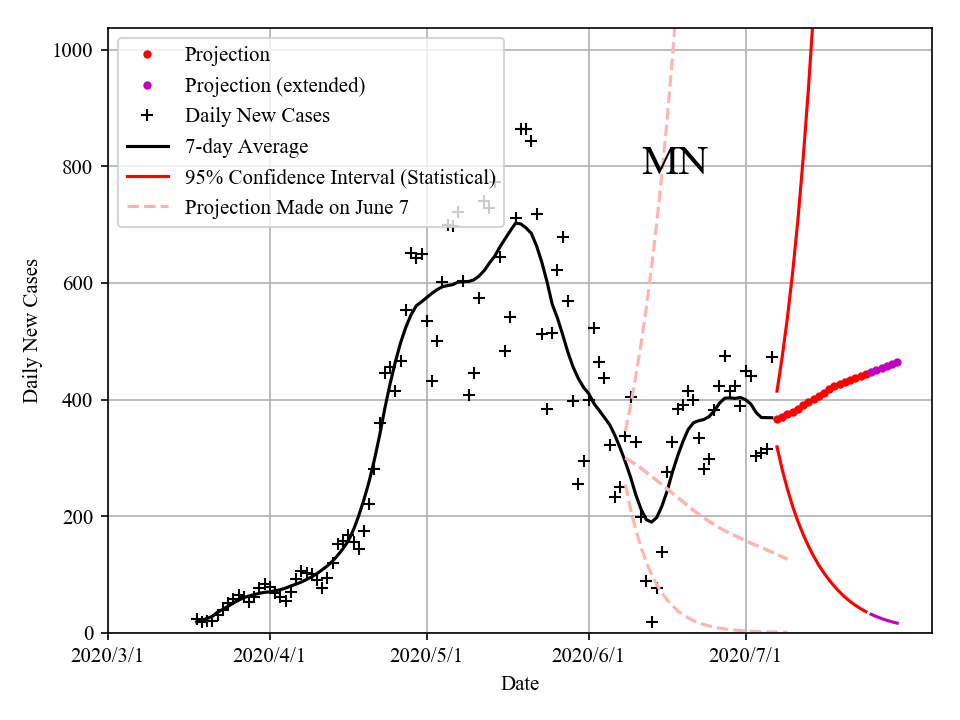 1000
800
600
400
200
0
Daily New Cases
Projection
Projection (extended)
Daily New Cases
7-day Average
95% Confidence Interval (Statistical)
Projection Made on June 7
MN
2020/3/1
2020/4/1
2020/5/1
2020/6/1
2020/7/1
Date